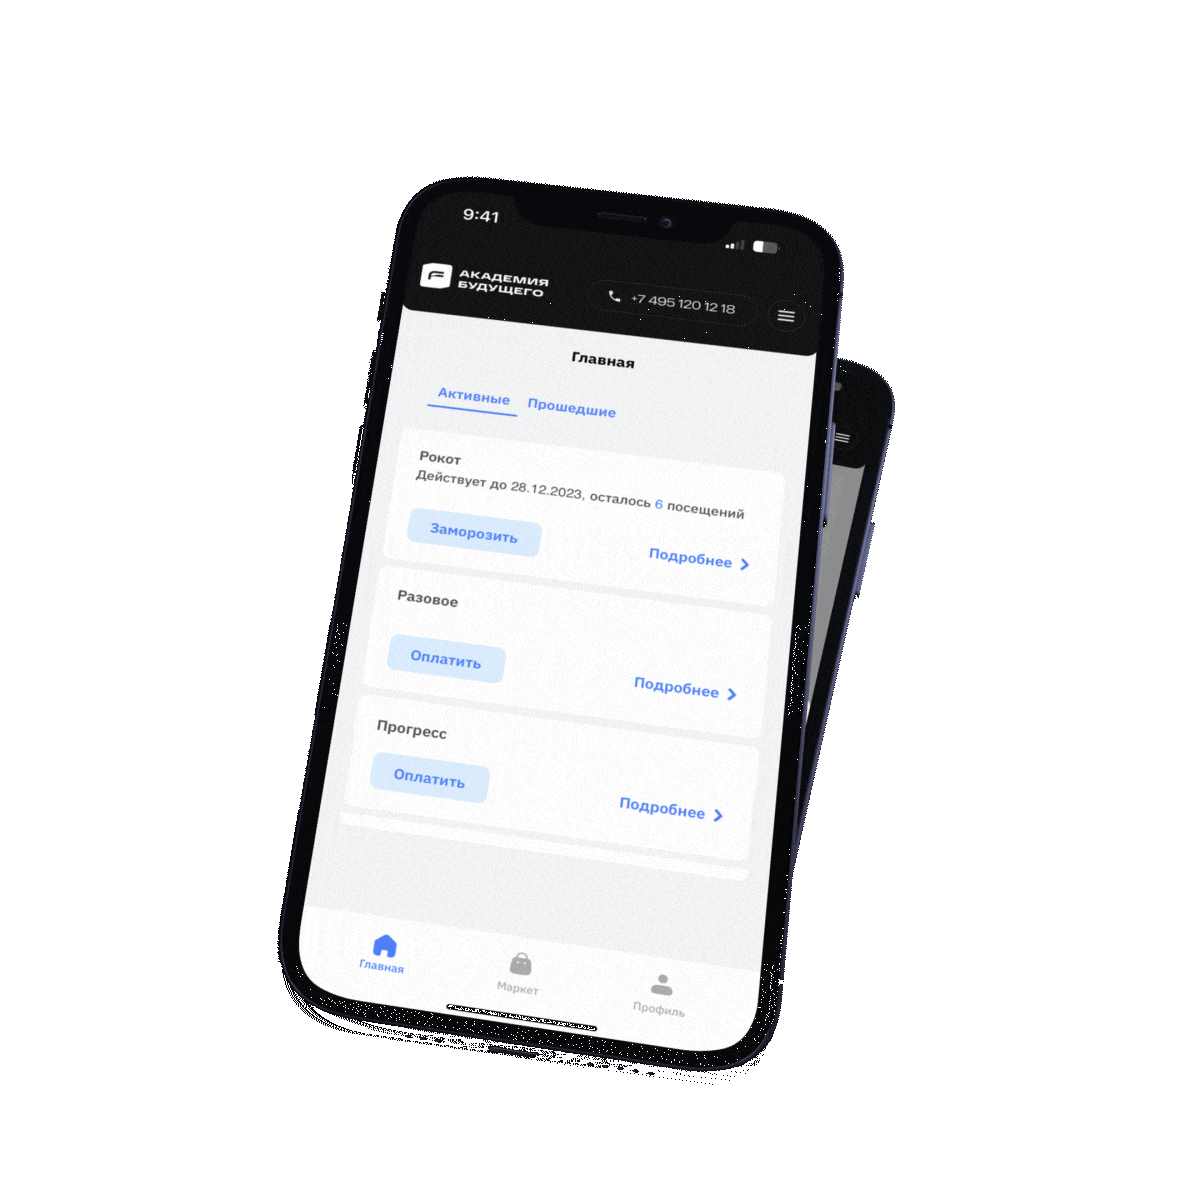 9:41
АКАДЕМИЯ
БУДУЩЕГО
+7 495 120 12 18
Главная
Активные Прошедшие
Рокот
Действует до 28.12.2023, осталось 6 посещений
Заморозить
Подробнее
Разовое
Оплатить
Подробнее
Прогресс
Оплатить
Подробнее
Главная
Маркет
Профиль